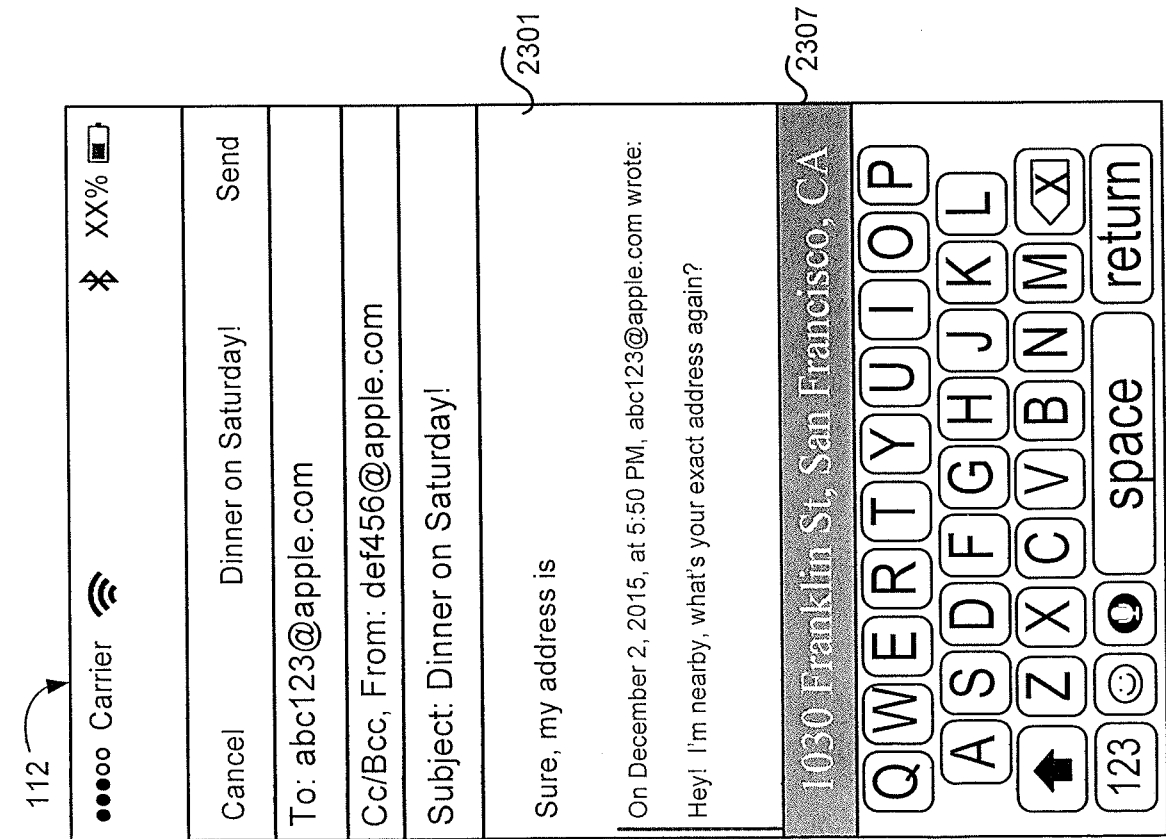 112
●●●○○ Carrier XX%
Cancel Dinner on Saturday! Send
To: abc123@apple.com
Cc/Bcc, From: def456@apple.com
Subject: Dinner on Saturday!
2301
Sure, my address is
On December 2, 2015, at 5:50 PM, abc123@apple.com wrote:
Hey! I'm nearby, what's your exact address again?
2307
1030 Franklin St, San Francisco, CA
Q W E R T Y U I O P
A S D F G H J K L
Z X C V B N M X
123 space return